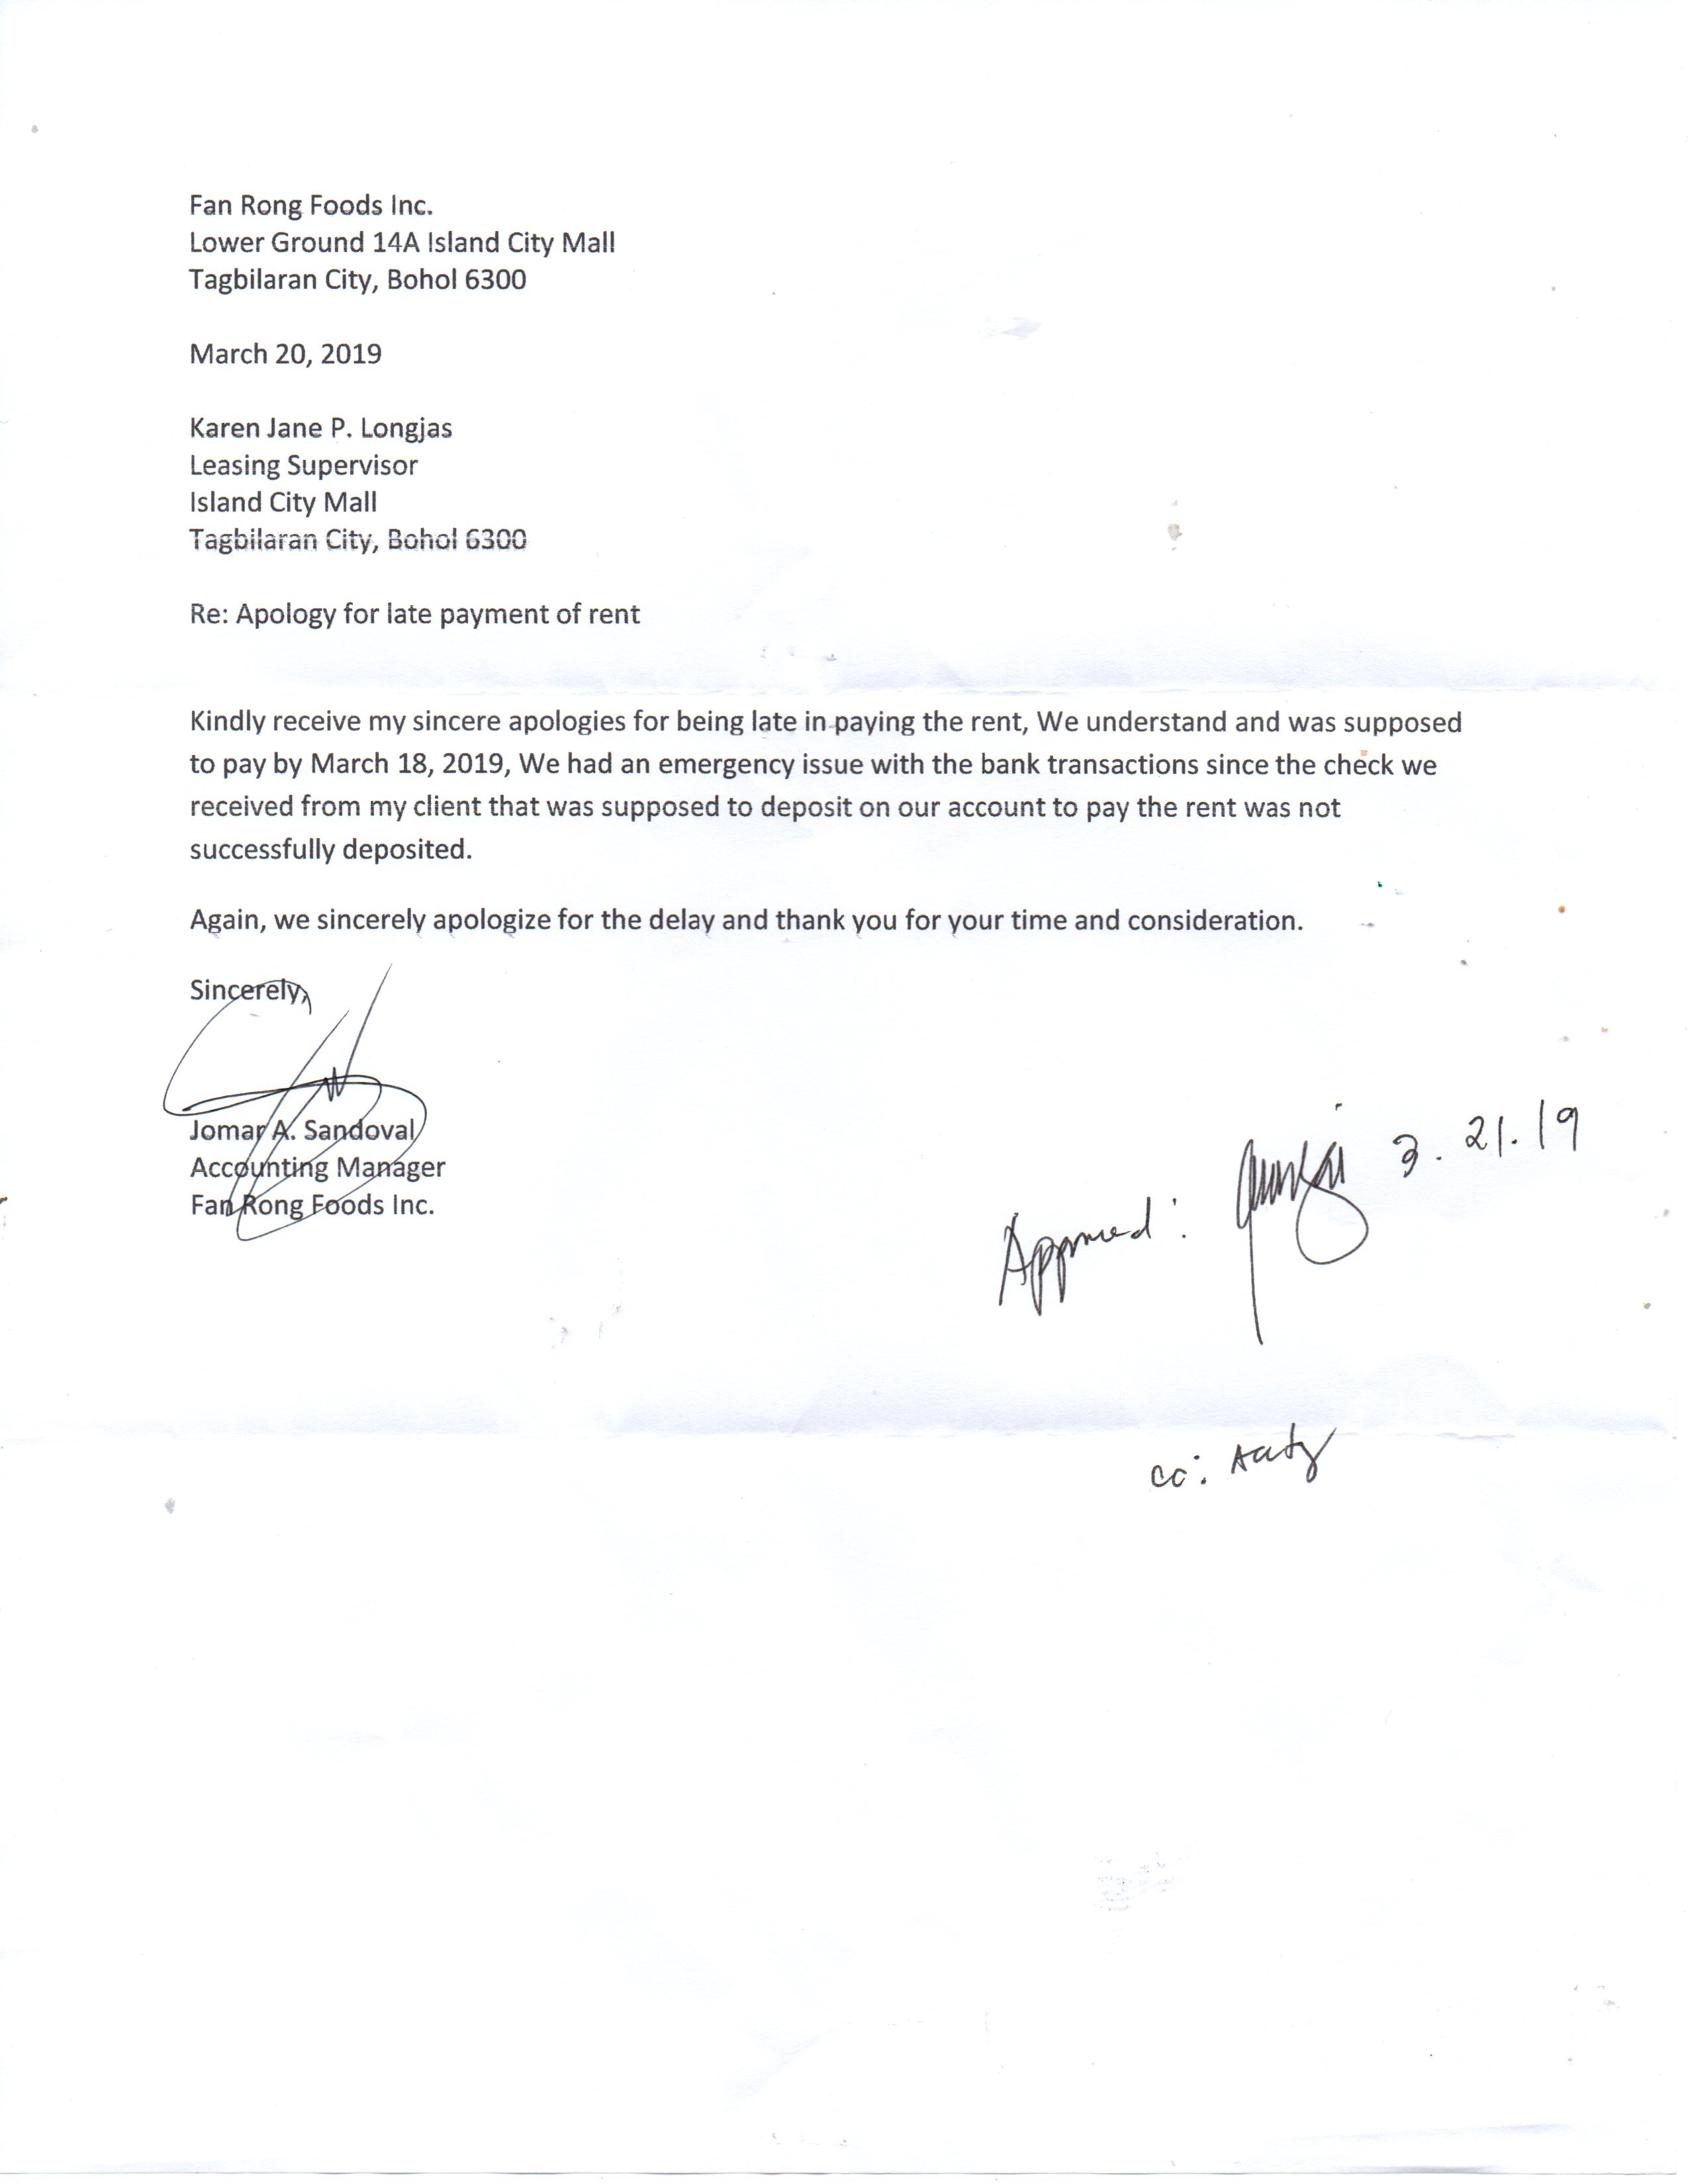 Fan Rong Foods Inc.
Lower Ground 14A Island City Mall
Tagbilaran City, Bohol 6300
March 20, 2019
Karen Jane P. Longjas
Leasing Supervisor
Island City Mall
Tagbilaran City, Bohol 6300
Re: Apology for late payment of rent
Kindly receive my sincere apologies for being late in paying the rent, We understand and was supposed
to pay by March 18, 2019, We had an emergency issue with the bank transactions since the check we
received from my client that was supposed to deposit on our account to pay the rent was not
successfully deposited.
Again, we sincerely apologize for the delay and thank you for your time and consideration.
Sincerely,
Jomar A. Sandoval
Accounting Manager
Fan Rong Foods Inc.
Approved: 3.21.19
cc: